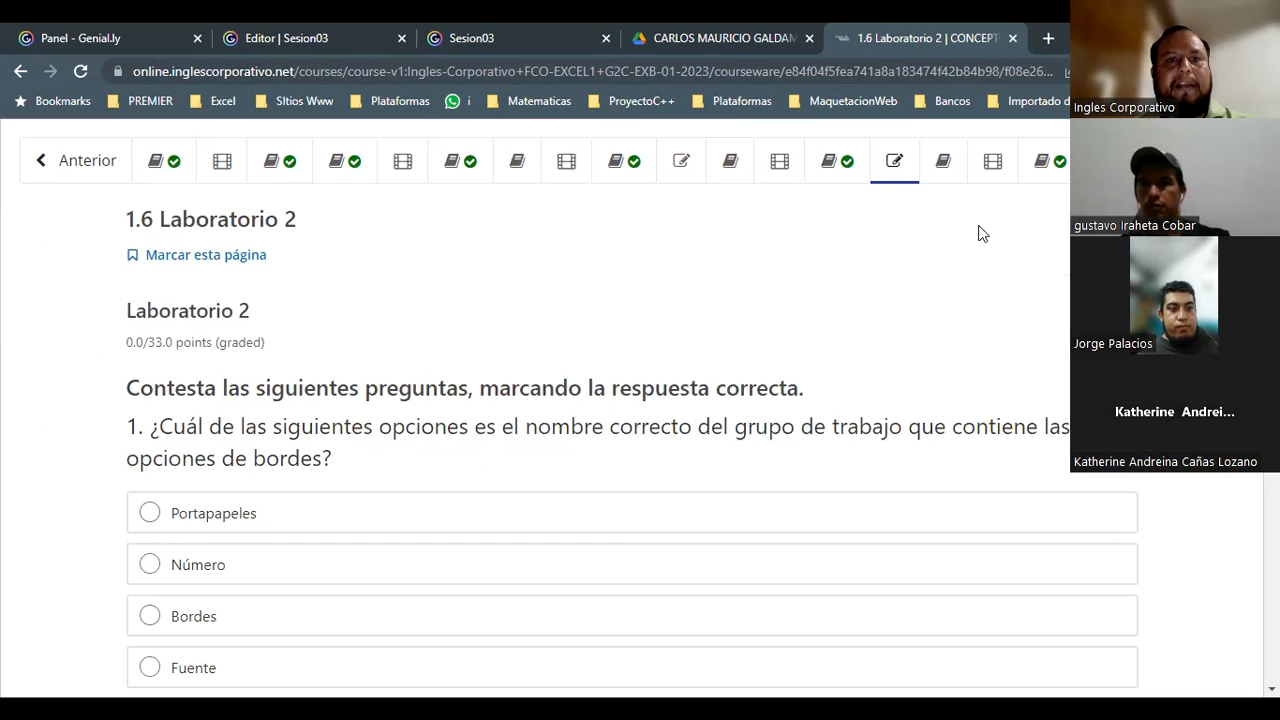 Panel - Genial.ly
Editor | Sesion03
Sesion03
CARLOS MAURICIO GALDAM
1.6 Laboratorio 2 | CONCEPT
online.inglescorporativo.net/courses/course-v1:Ingles-Corporativo+FCO-EXCEL1+G2C-EXB-01-2023/courseware/e84f04f5fea741a8a183474f42b84b98/f08e26...
Bookmarks
PREMIER
Excel
SItios Www
Plataformas
i
Matematicas
ProyectoC++
Plataformas
MaquetacionWeb
Bancos
Importado d
Anterior
1.6 Laboratorio 2
Marcar esta página
Laboratorio 2
0.0/33.0 points (graded)
Contesta las siguientes preguntas, marcando la respuesta correcta.
1. ¿Cuál de las siguientes opciones es el nombre correcto del grupo de trabajo que contiene las
opciones de bordes?
Portapapeles
Número
Bordes
Fuente
Ingles Corporativo
gustavo Iraheta Cobar
Jorge Palacios
Katherine Andrei...
Katherine Andreina Cañas Lozano